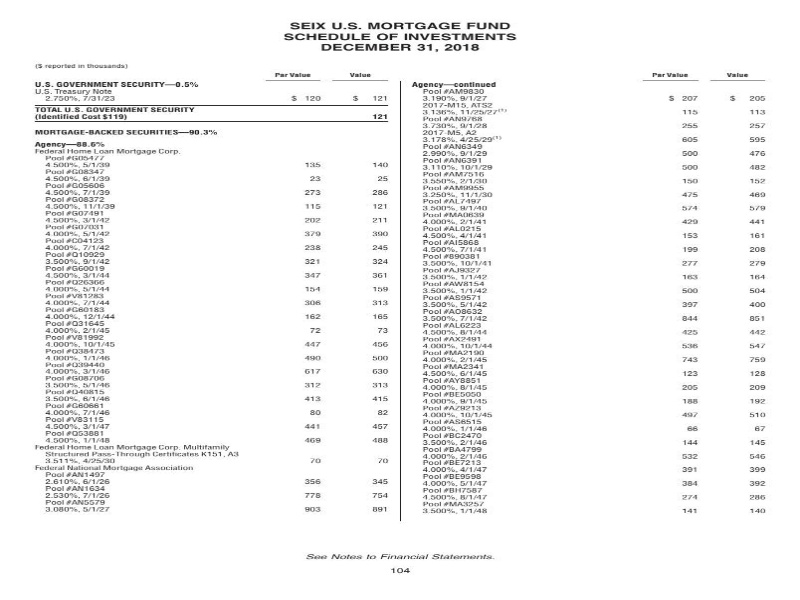 SEIX U.S. MORTGAGE FUND
SCHEDULE OF INVESTMENTS
DECEMBER 31, 2018
($ reported in thousands)
Par Value Value
U.S. GOVERNMENT SECURITY—0.5%
U.S. Treasury Note
2.750%, 7/31/23 $ 120 $ 121
TOTAL U.S. GOVERNMENT SECURITY
(Identified Cost $119) 121
MORTGAGE-BACKED SECURITIES—90.3%
Agency—88.6%
Federal Home Loan Mortgage Corp.
Pool #G05477
4.500%, 5/1/39 135 140
Pool #G08347
4.500%, 6/1/39 23 25
Pool #G05606
4.500%, 7/1/39 273 286
Pool #G08372
4.500%, 11/1/39 115 121
Pool #G07491
4.500%, 3/1/42 202 211
Pool #G07031
4.000%, 5/1/42 379 390
Pool #C04123
4.000%, 7/1/42 238 245
Pool #Q10929
3.500%, 9/1/42 321 324
Pool #G60019
4.500%, 3/1/44 347 361
Pool #Q26366
4.000%, 5/1/44 154 159
Pool #V81283
4.000%, 7/1/44 306 313
Pool #G60183
4.000%, 12/1/44 162 165
Pool #Q31645
4.000%, 2/1/45 72 73
Pool #V81992
4.000%, 10/1/45 447 456
Pool #Q38473
4.000%, 1/1/46 490 500
Pool #Q39440
4.000%, 3/1/46 617 630
Pool #G08706
3.500%, 5/1/46 312 313
Pool #Q40815
3.500%, 6/1/46 413 415
Pool #G60661
4.000%, 7/1/46 80 82
Pool #V83115
4.500%, 3/1/47 441 457
Pool #Q53881
4.500%, 1/1/48 469 488
Federal Home Loan Mortgage Corp. Multifamily
Structured Pass-Through Certificates K151, A3
3.511%, 4/25/30 70 70
Federal National Mortgage Association
Pool #AN1497
2.610%, 6/1/26 356 345
Pool #AN1634
2.530%, 7/1/26 778 754
Pool #AN5579
3.080%, 5/1/27 903 891
Par Value Value
Agency—continued
Pool #AM9830
3.190%, 9/1/27 $ 207 $ 205
2017-M15, ATS2
3.136%, 11/25/27(1) 115 113
Pool #AN9768
3.730%, 9/1/28 255 257
2017-M5, A2
3.178%, 4/25/29(1) 605 595
Pool #AN6349
2.990%, 9/1/29 500 476
Pool #AN6391
3.110%, 10/1/29 500 482
Pool #AM7516
3.550%, 2/1/30 150 152
Pool #AM9955
3.250%, 11/1/30 475 469
Pool #AL7497
3.500%, 9/1/40 574 579
Pool #MA0639
4.000%, 2/1/41 429 441
Pool #AL0215
4.500%, 4/1/41 153 161
Pool #AI5868
4.500%, 7/1/41 199 208
Pool #890381
3.500%, 10/1/41 277 279
Pool #AJ9327
3.500%, 1/1/42 163 164
Pool #AW8154
3.500%, 1/1/42 500 504
Pool #AS9571
3.500%, 5/1/42 397 400
Pool #AO8632
3.500%, 7/1/42 844 851
Pool #AL6223
4.500%, 8/1/44 425 442
Pool #AX2491
4.000%, 10/1/44 536 547
Pool #MA2190
4.000%, 2/1/45 743 759
Pool #MA2341
4.500%, 6/1/45 123 128
Pool #AY8851
4.000%, 8/1/45 205 209
Pool #BE5050
4.000%, 9/1/45 188 192
Pool #AZ9213
4.000%, 10/1/45 497 510
Pool #AS6515
4.000%, 1/1/46 66 67
Pool #BC2470
3.500%, 2/1/46 144 145
Pool #BA4799
4.000%, 2/1/46 532 546
Pool #BE7213
4.000%, 4/1/47 391 399
Pool #BE9598
4.000%, 5/1/47 384 392
Pool #BH7587
4.500%, 8/1/47 274 286
Pool #MA3257
3.500%, 1/1/48 141 140
See Notes to Financial Statements.
104